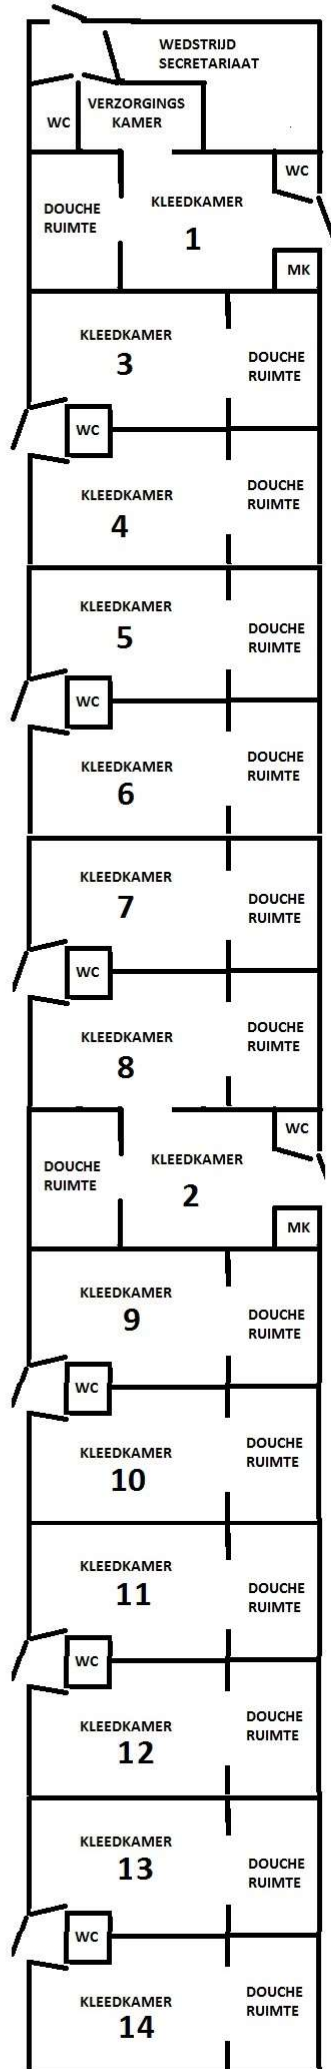 WEDSTRIJD
SECRETARIAAT
VERZORGINGS
KAMER
WC
WC
DOUCHE
RUIMTE
KLEEDKAMER
1
MK
KLEEDKAMER
3
DOUCHE
RUIMTE
WC
KLEEDKAMER
4
DOUCHE
RUIMTE
KLEEDKAMER
5
DOUCHE
RUIMTE
WC
KLEEDKAMER
6
DOUCHE
RUIMTE
KLEEDKAMER
7
DOUCHE
RUIMTE
WC
KLEEDKAMER
8
DOUCHE
RUIMTE
WC
DOUCHE
RUIMTE
KLEEDKAMER
2
MK
KLEEDKAMER
9
DOUCHE
RUIMTE
WC
KLEEDKAMER
10
DOUCHE
RUIMTE
KLEEDKAMER
11
DOUCHE
RUIMTE
WC
KLEEDKAMER
12
DOUCHE
RUIMTE
KLEEDKAMER
13
DOUCHE
RUIMTE
WC
KLEEDKAMER
14
DOUCHE
RUIMTE